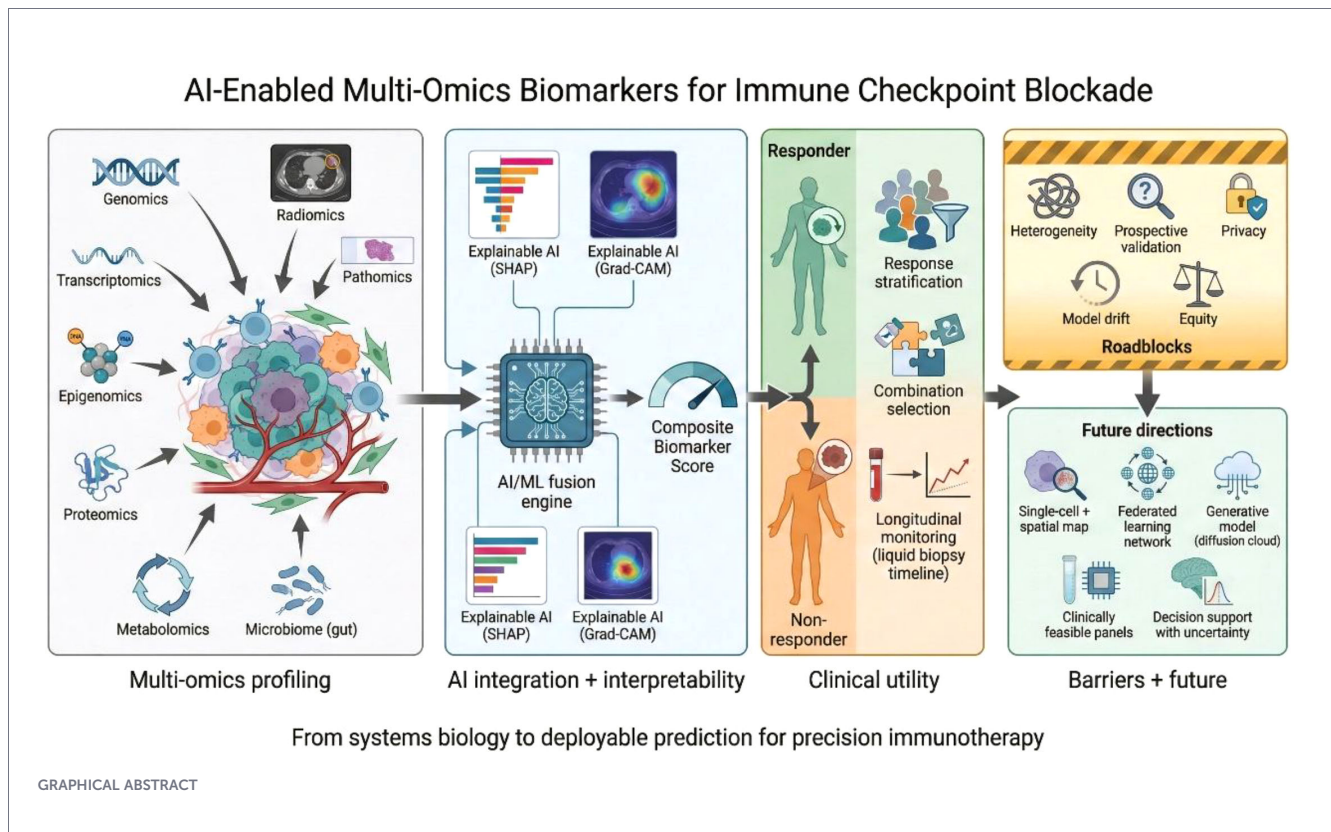 AI-Enabled Multi-Omics Biomarkers for Immune Checkpoint Blockade
Genomics
Radiomics
Transcriptomics
Pathomics
DNA
Epigenomics
Proteomics
Metabolomics
Microbiome (gut)
Multi-omics profiling
Explainable AI
(SHAP)
Explainable AI
(Grad-CAM)
AI/ML fusion
engine
Composite
Biomarker
Score
Explainable AI
(SHAP)
Explainable AI
(Grad-CAM)
AI integration + interpretability
Responder
Response
stratification
Combination
selection
Longitudinal
monitoring
(liquid biopsy
timeline)
Non-
responder
Clinical utility
Heterogeneity
Prospective
validation
Privacy
Model drift
Equity
Roadblocks
Future directions
Single-cell +
spatial map
Federated
learning
network
Generative
model
(diffusion cloud)
Clinically
feasible panels
Decision support
with uncertainty
Barriers + future
From systems biology to deployable prediction for precision immunotherapy
GRAPHICAL ABSTRACT